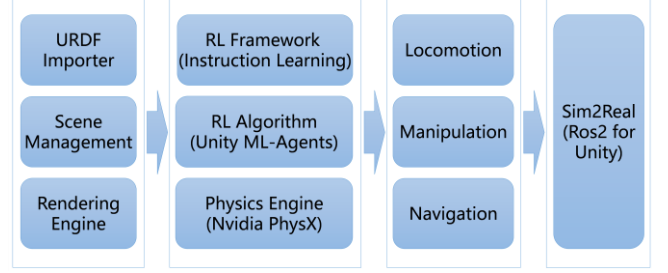 URDF
Importer
Scene
Management
Rendering
Engine
RL Framework
(Instruction Learning)
RL Algorithm
(Unity ML-Agents)
Physics Engine
(Nvidia PhysX)
Locomotion
Manipulation
Navigation
Sim2Real
(Ros2 for
Unity)